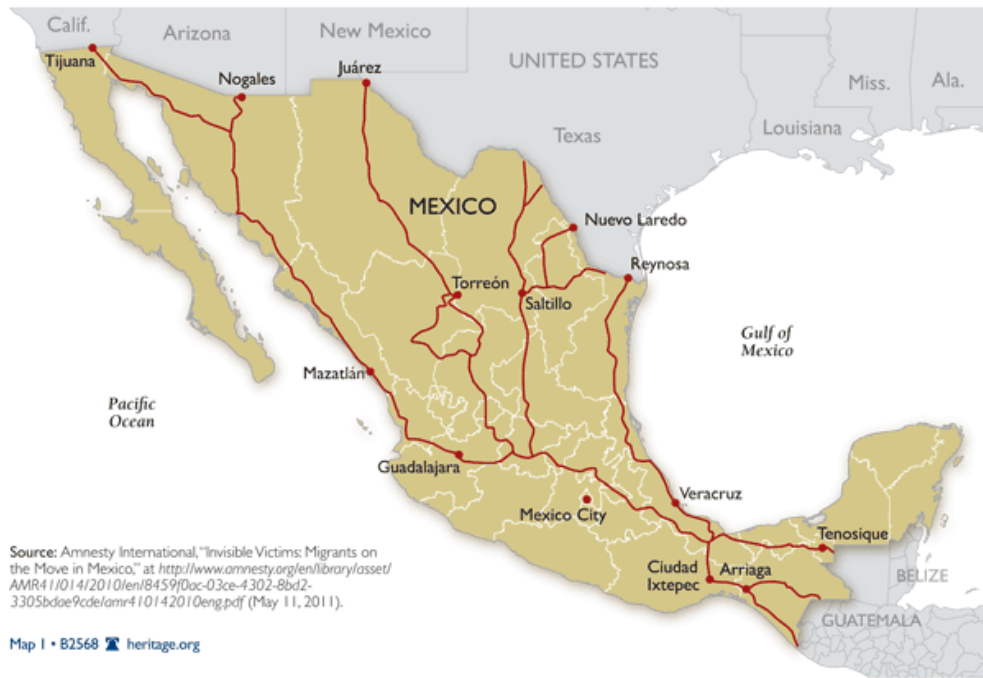 Calif.
Arizona
New Mexico
Tijuana
Nogales
Juárez
UNITED STATES
Miss.
Ala.
Texas
Louisiana
MEXICO
Nuevo Laredo
Reynosa
Torreón
Saltillo
Gulf of
Mexico
Mazatlán
Pacific
Ocean
Guadalajara
Mexico City
Veracruz
Tenosique
Ciudad
Ixtepec
Arriaga
BELIZE
GUATEMALA
Source: Amnesty International, "Invisible Victims: Migrants on
the Move in Mexico," at http://www.amnesty.org/en/library/asset/
AMR41/014/2010/en/8459f0ac-03ce-4302-8bd2-
3305bdae9cde/amr410142010eng.pdf (May 11, 2011).
Map 1 • B2568 heritage.org